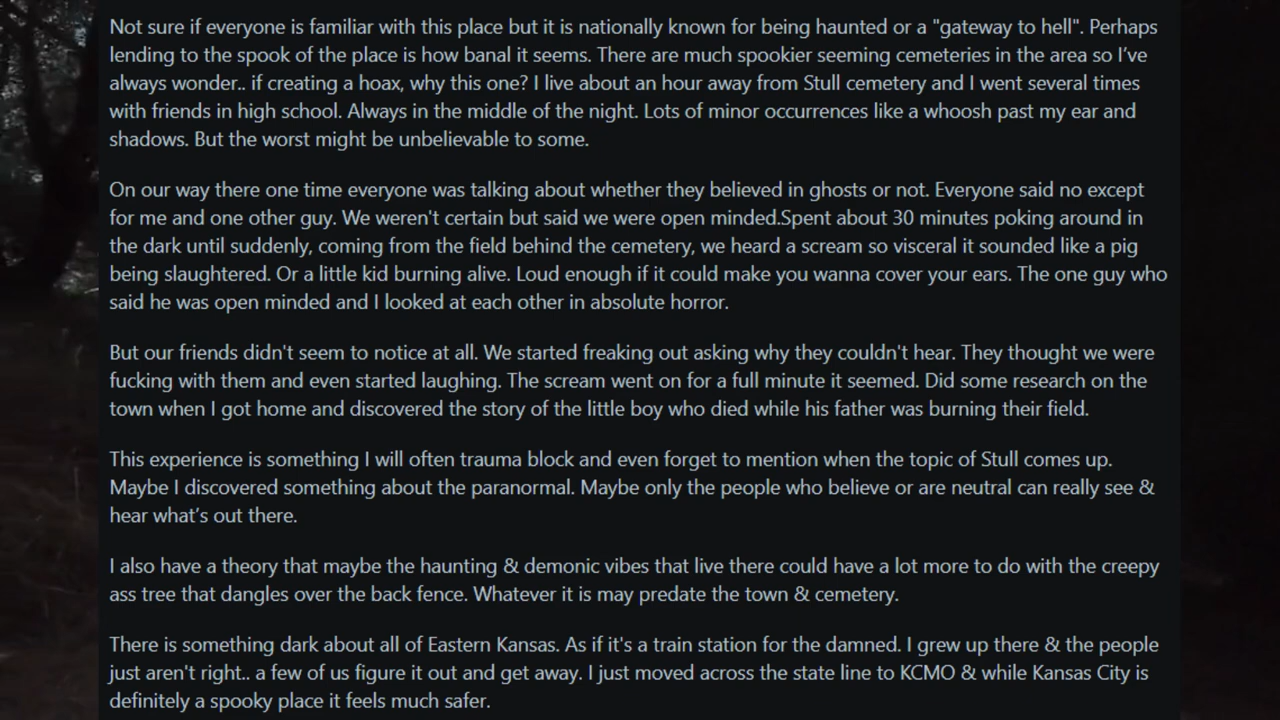 Not sure if everyone is familiar with this place but it is nationally known for being haunted or a "gateway to hell". Perhaps
lending to the spook of the place is how banal it seems. There are much spookier seeming cemeteries in the area so I've
always wonder.. if creating a hoax, why this one? I live about an hour away from Stull cemetery and I went several times
with friends in high school. Always in the middle of the night. Lots of minor occurrences like a whoosh past my ear and
shadows. But the worst might be unbelievable to some.
On our way there one time everyone was talking about whether they believed in ghosts or not. Everyone said no except
for me and one other guy. We weren't certain but said we were open minded.Spent about 30 minutes poking around in
the dark until suddenly, coming from the field behind the cemetery, we heard a scream so visceral it sounded like a pig
being slaughtered. Or a little kid burning alive. Loud enough if it could make you wanna cover your ears. The one guy who
said he was open minded and I looked at each other in absolute horror.
But our friends didn't seem to notice at all. We started freaking out asking why they couldn't hear. They thought we were
fucking with them and even started laughing. The scream went on for a full minute it seemed. Did some research on the
town when I got home and discovered the story of the little boy who died while his father was burning their field.
This experience is something I will often trauma block and even forget to mention when the topic of Stull comes up.
Maybe I discovered something about the paranormal. Maybe only the people who believe or are neutral can really see &
hear what's out there.
I also have a theory that maybe the haunting & demonic vibes that live there could have a lot more to do with the creepy
ass tree that dangles over the back fence. Whatever it is may predate the town & cemetery.
There is something dark about all of Eastern Kansas. As if it's a train station for the damned. I grew up there & the people
just aren't right.. a few of us figure it out and get away. I just moved across the state line to KCMO & while Kansas City is
definitely a spooky place it feels much safer.